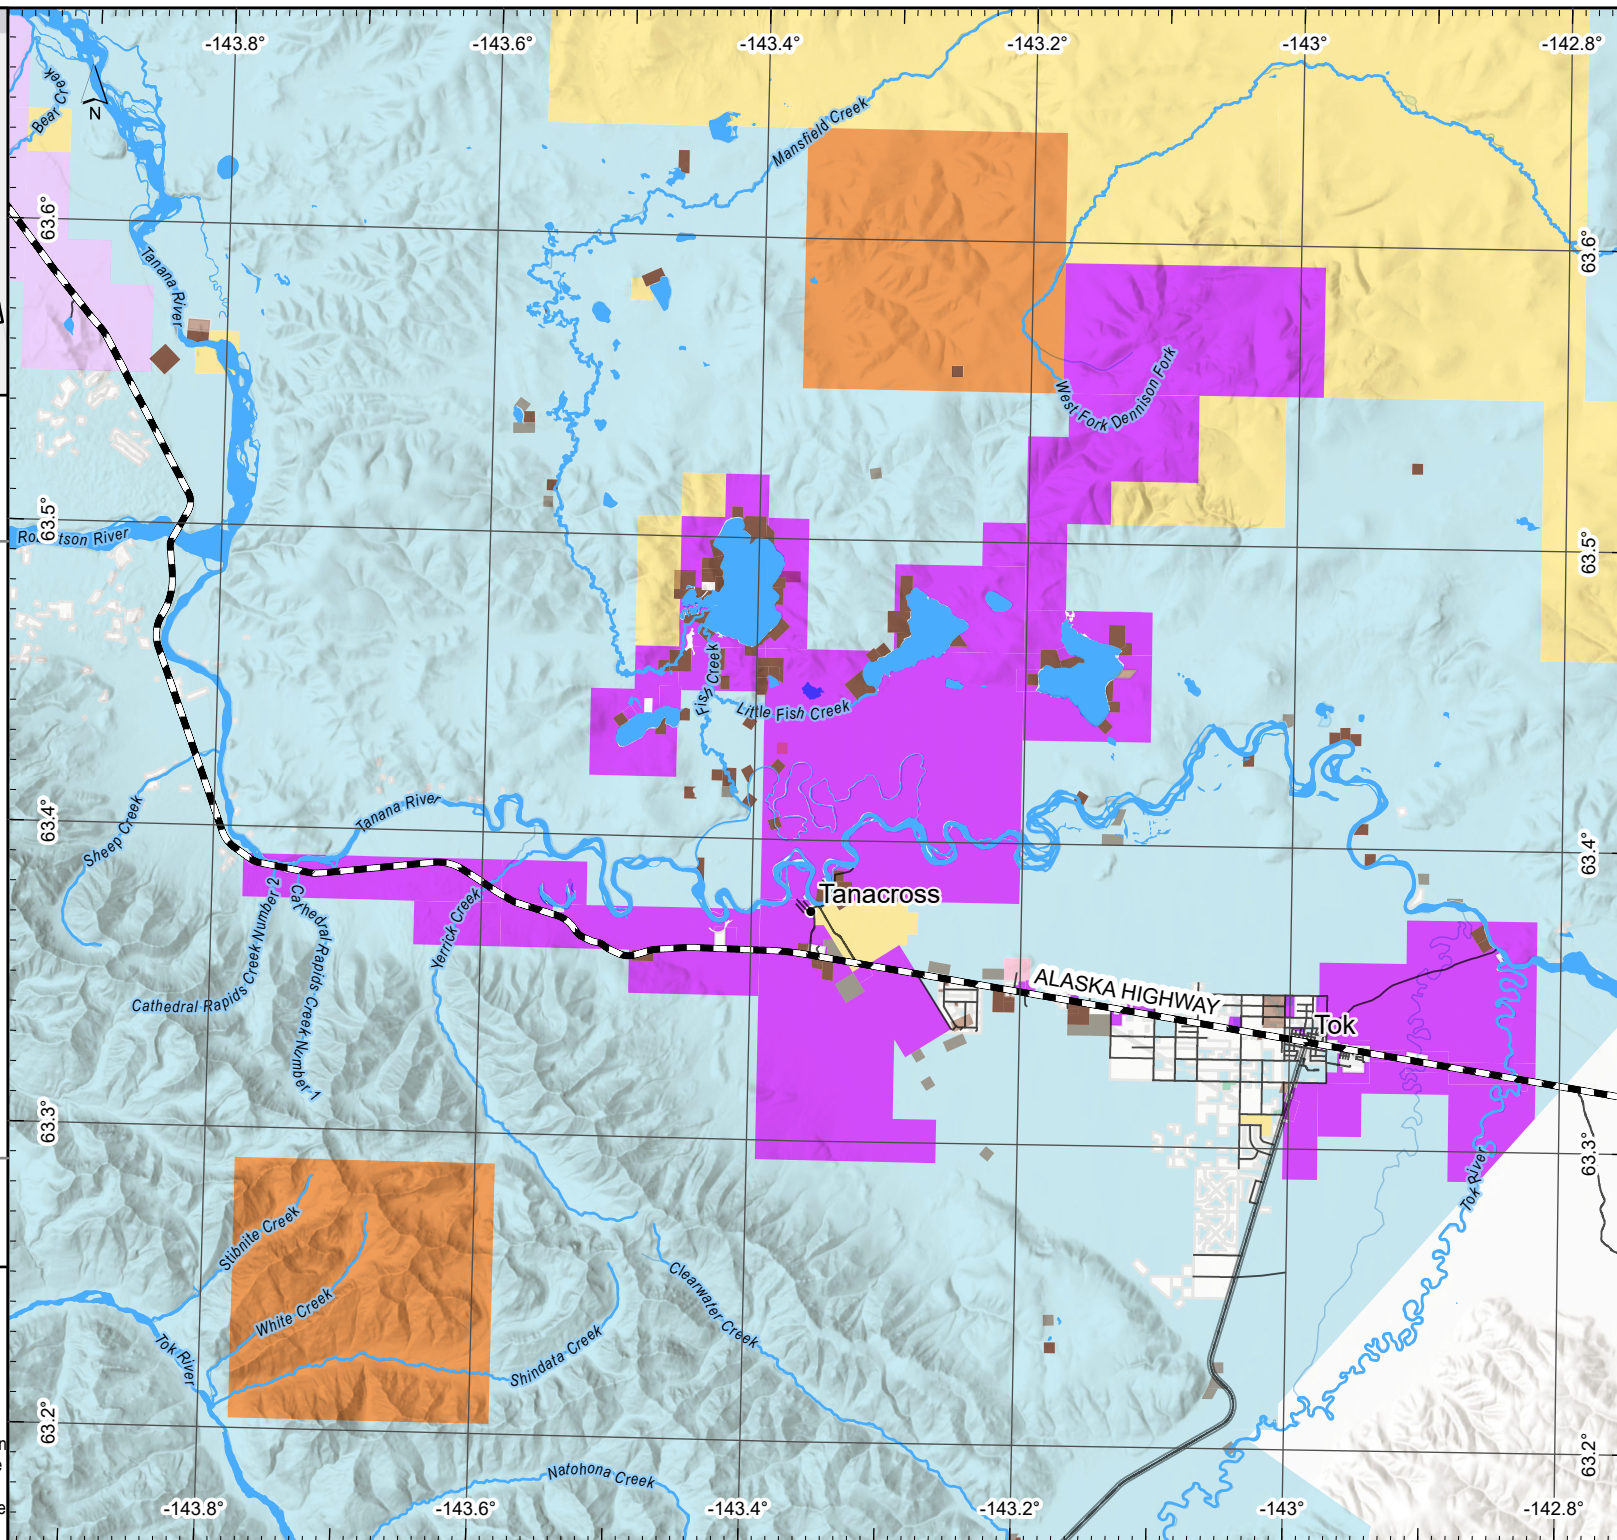 -143.8°
-143.6°
-143.4°
-143.2°
-143°
-142.8°
Bear Creek
N
Mansfield Creek
63.6°
63.6°
Tanana River
West Fork Dennison Fork
63.5°
63.5°
Robertson River
Fish Creek
Little Fish Creek
Sheep Creek
63.4°
Tanana River
63.4°
Tanacross
Cathedral Rapids Creek Number 2
Cathedral Rapids Creek Number 1
Yerrick Creek
ALASKA HIGHWAY
Tok
63.3°
63.3°
Tok River
Stibnite Creek
White Creek
Clearwater Creek
Shindata Creek
Tok River
63.2°
63.2°
Natohona Creek
-143.8°
-143.6°
-143.4°
-143.2°
-143°
-142.8°